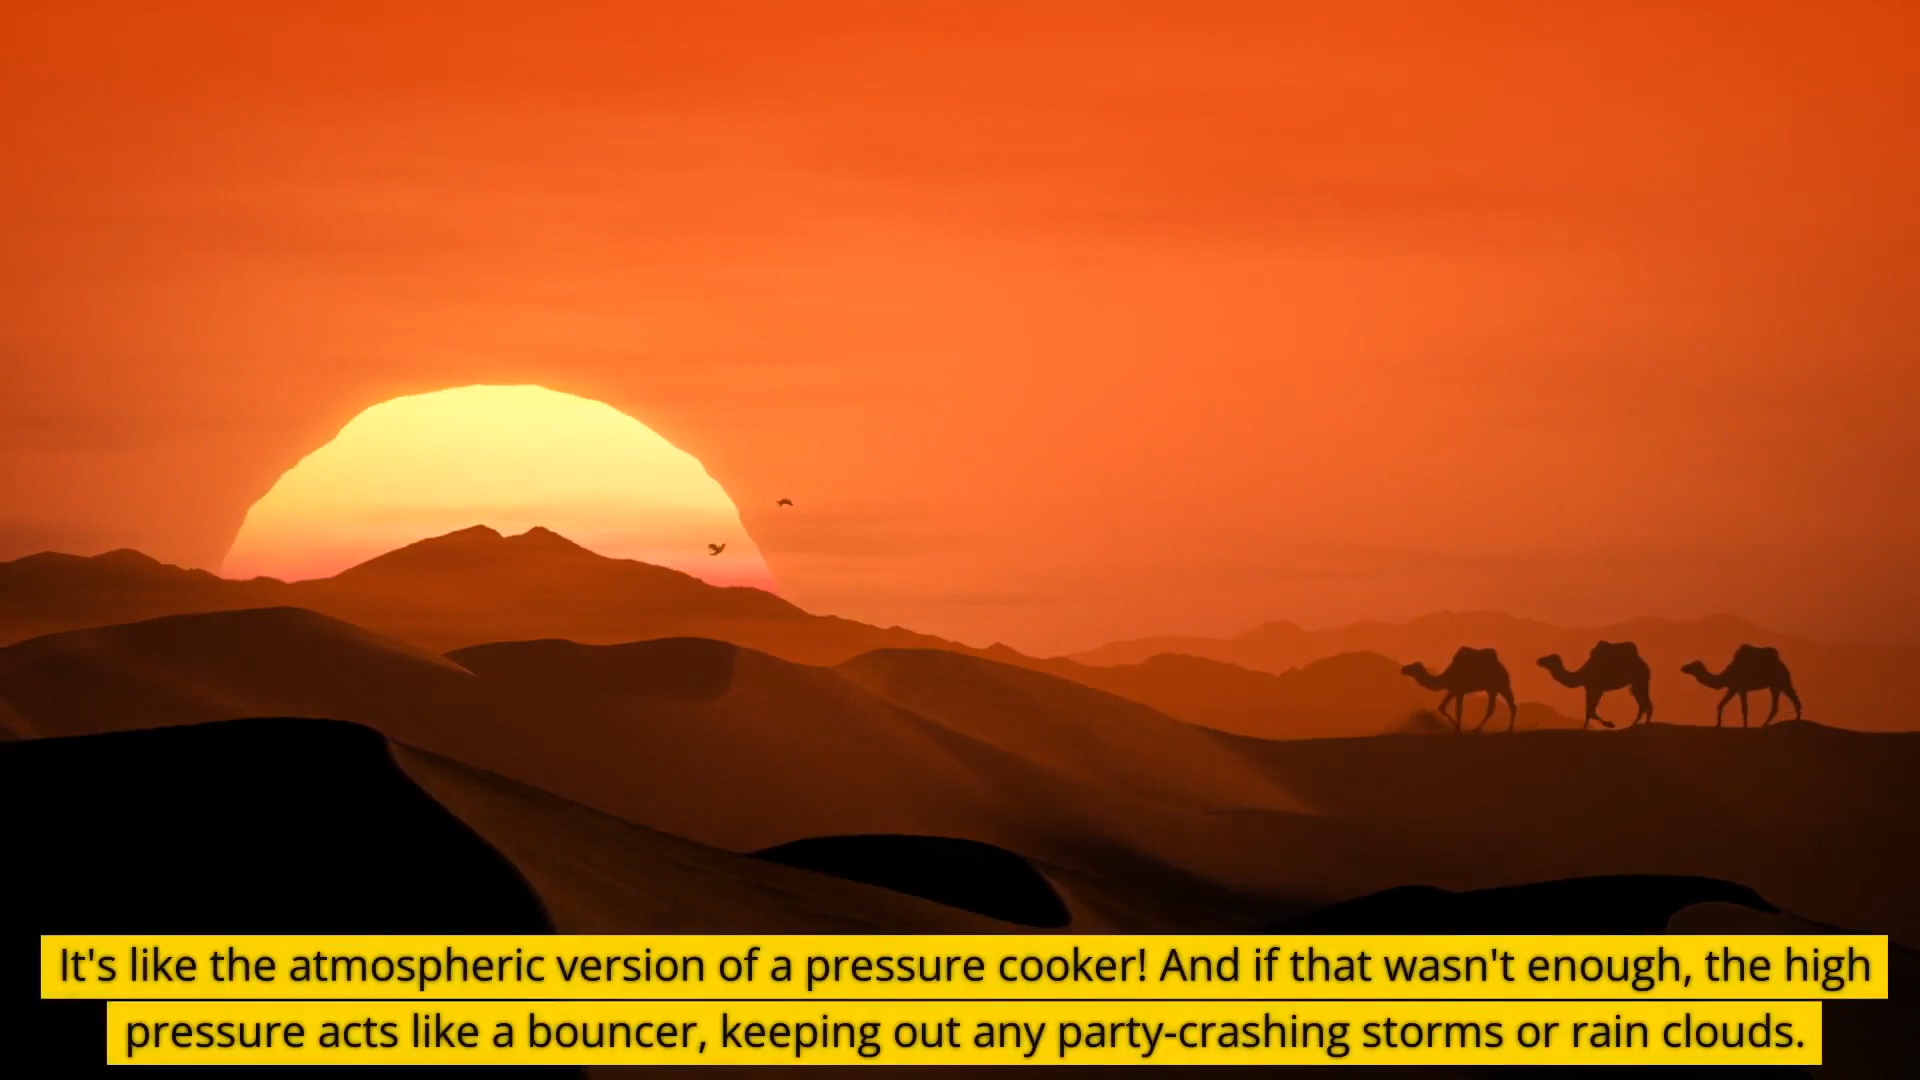 It's like the atmospheric version of a pressure cooker! And if that wasn't enough, the high
pressure acts like a bouncer, keeping out any party-crashing storms or rain clouds.